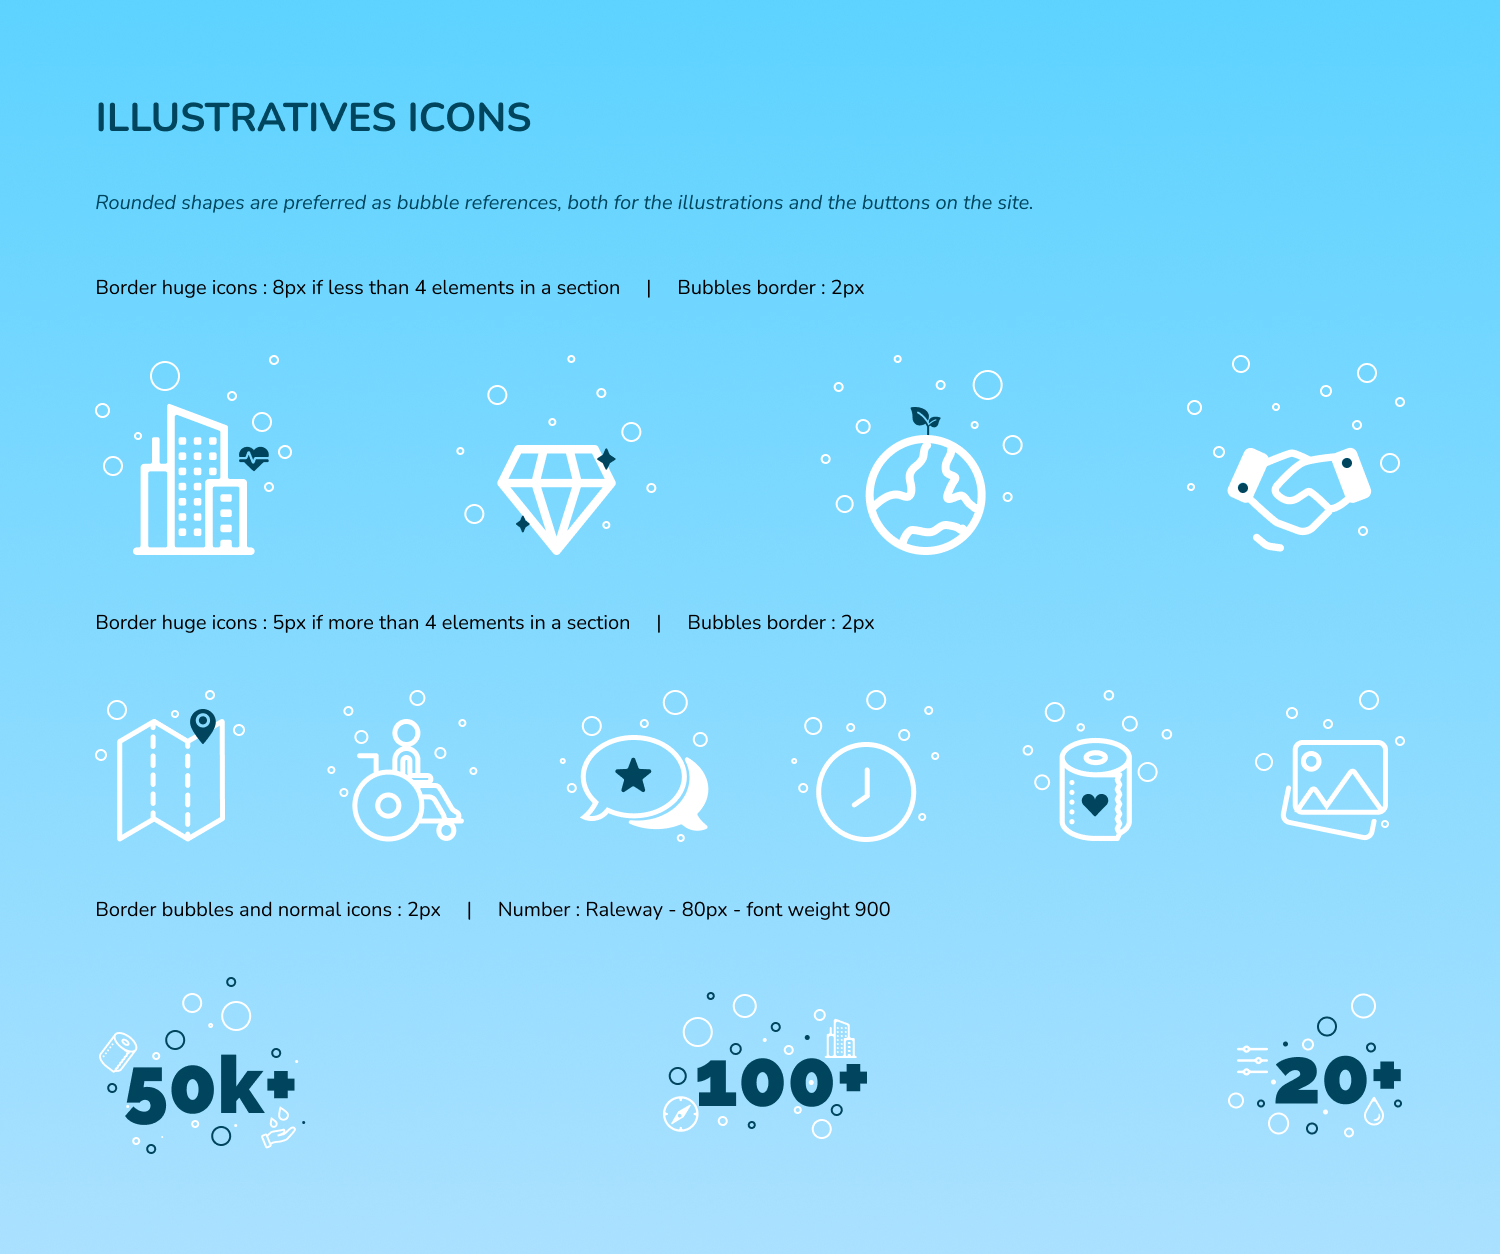 ILLUSTRATIVES ICONS
Rounded shapes are preferred as bubble references, both for the illustrations and the buttons on the site.
Border huge icons : 8px if less than 4 elements in a section | Bubbles border : 2px
Border huge icons : 5px if more than 4 elements in a section | Bubbles border : 2px
Border bubbles and normal icons : 2px | Number : Raleway - 80px - font weight 900
50k+ 100+ 20+